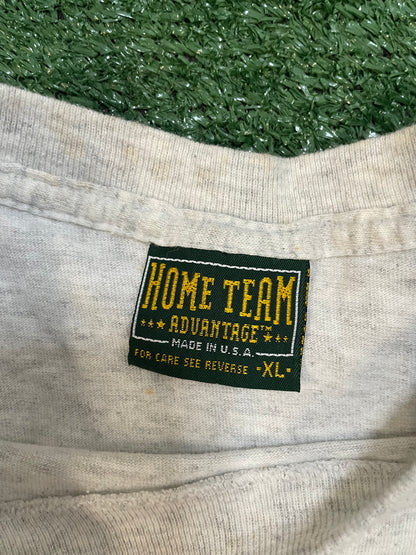 HOME TEAM
★★★ ADVANTAGE™ ★★★
MADE IN U.S.A.
FOR CARE SEE REVERSE -XL-